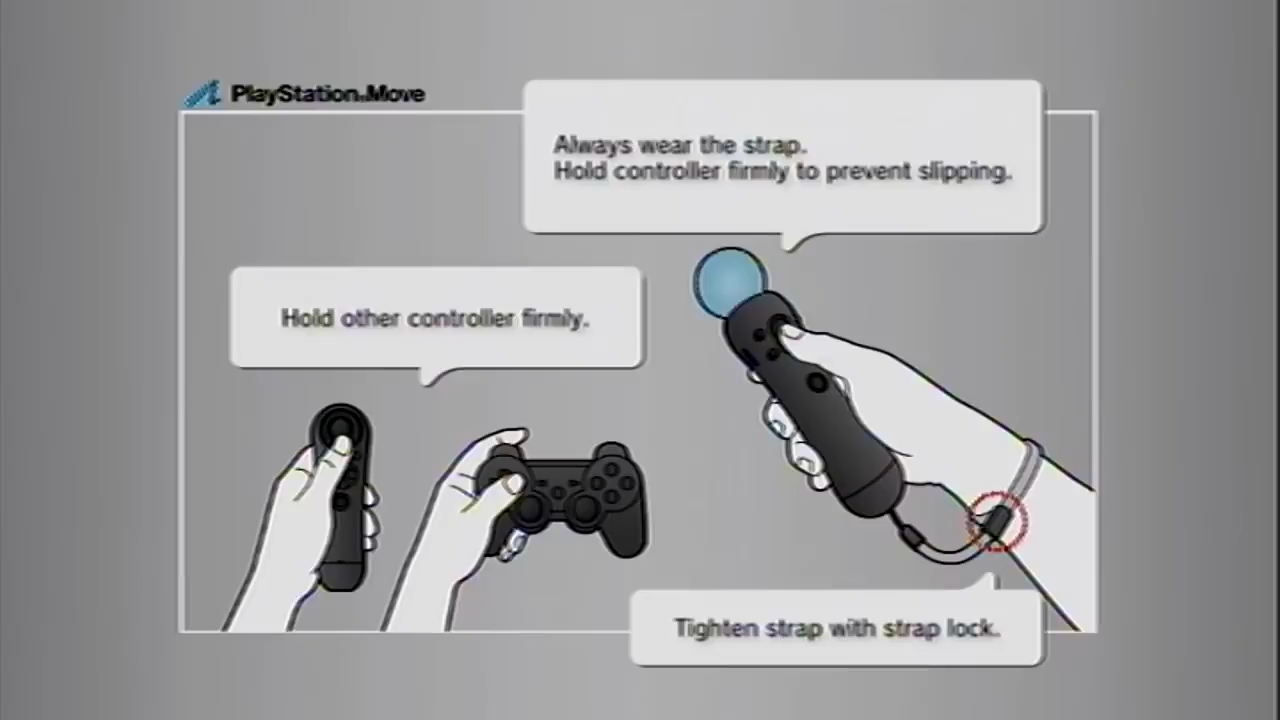 PlayStation®Move
Always wear the strap.
Hold controller firmly to prevent slipping.
Hold other controller firmly.
Tighten strap with strap lock.